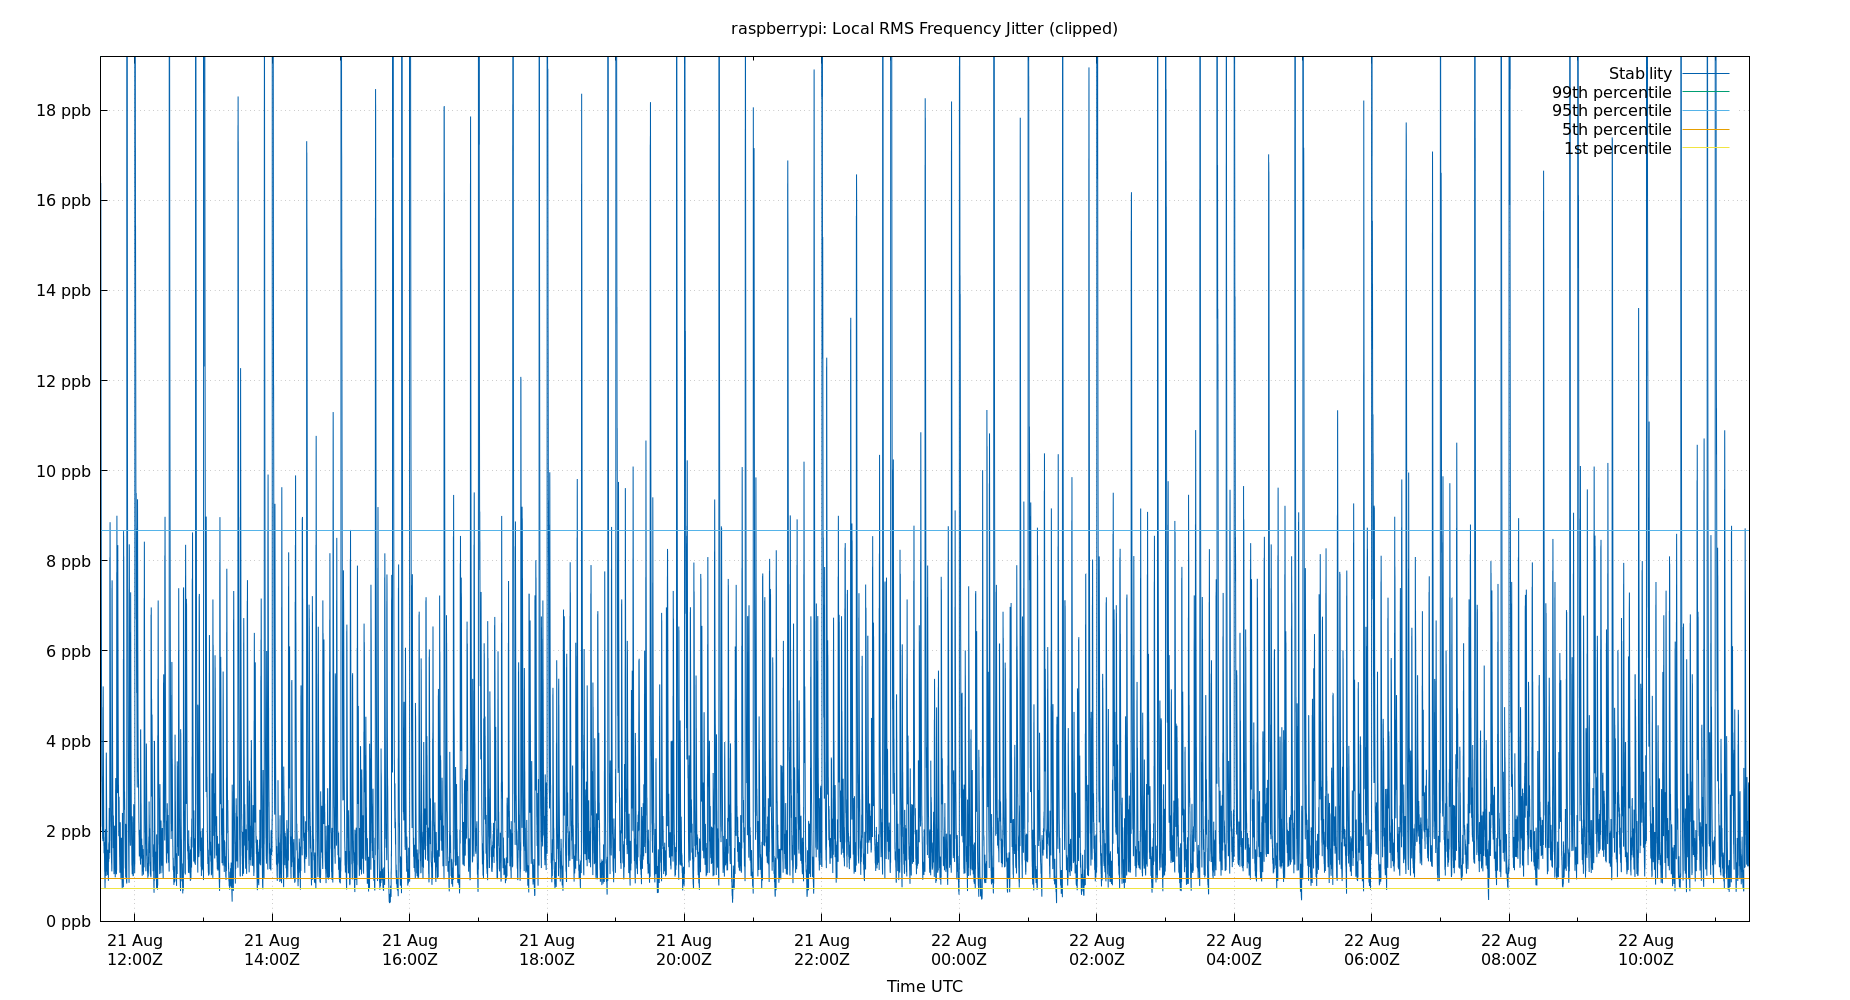 raspberrypi: Local RMS Frequency Jitter (clipped)
Stability
99th percentile
95th percentile
5th percentile
1st percentile
18 ppb
16 ppb
14 ppb
12 ppb
10 ppb
8 ppb
6 ppb
4 ppb
2 ppb
0 ppb
21 Aug 21 Aug 21 Aug 21 Aug 21 Aug 21 Aug 22 Aug 22 Aug 22 Aug 22 Aug 22 Aug 22 Aug
12:00Z 14:00Z 16:00Z 18:00Z 20:00Z 22:00Z 00:00Z 02:00Z 04:00Z 06:00Z 08:00Z 10:00Z
Time UTC